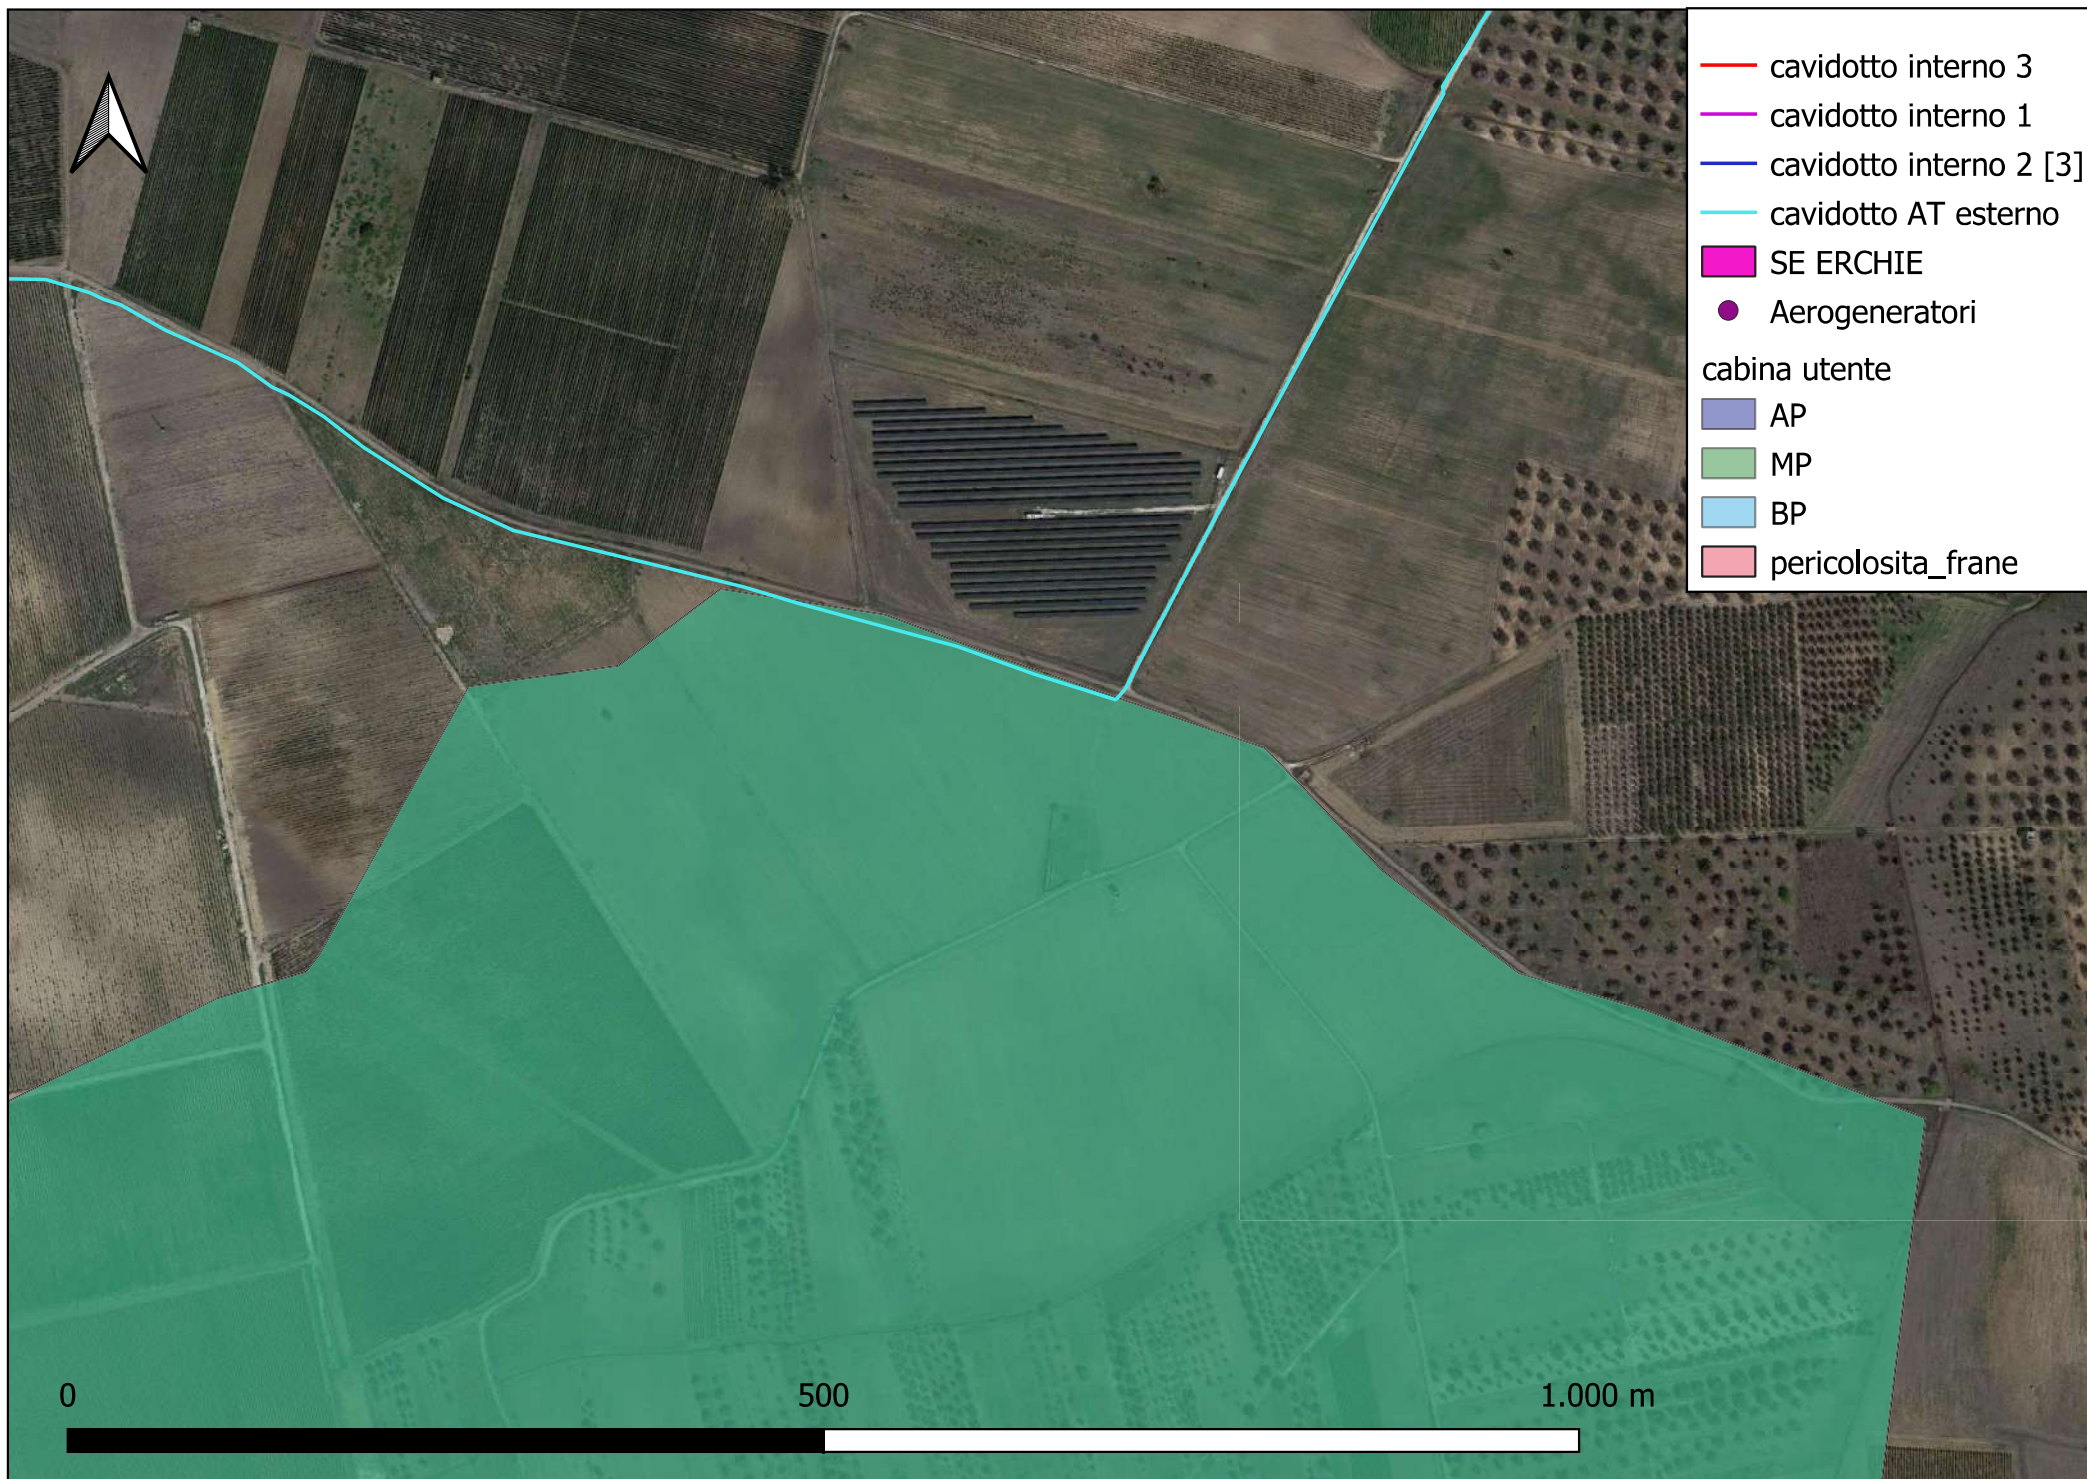 cavidotto interno 3
cavidotto interno 1
cavidotto interno 2 [3]
cavidotto AT esterno
SE ERCHIE
Aerogeneratori
cabina utente
AP
MP
BP
pericolosita_frane
0 500 1.000 m